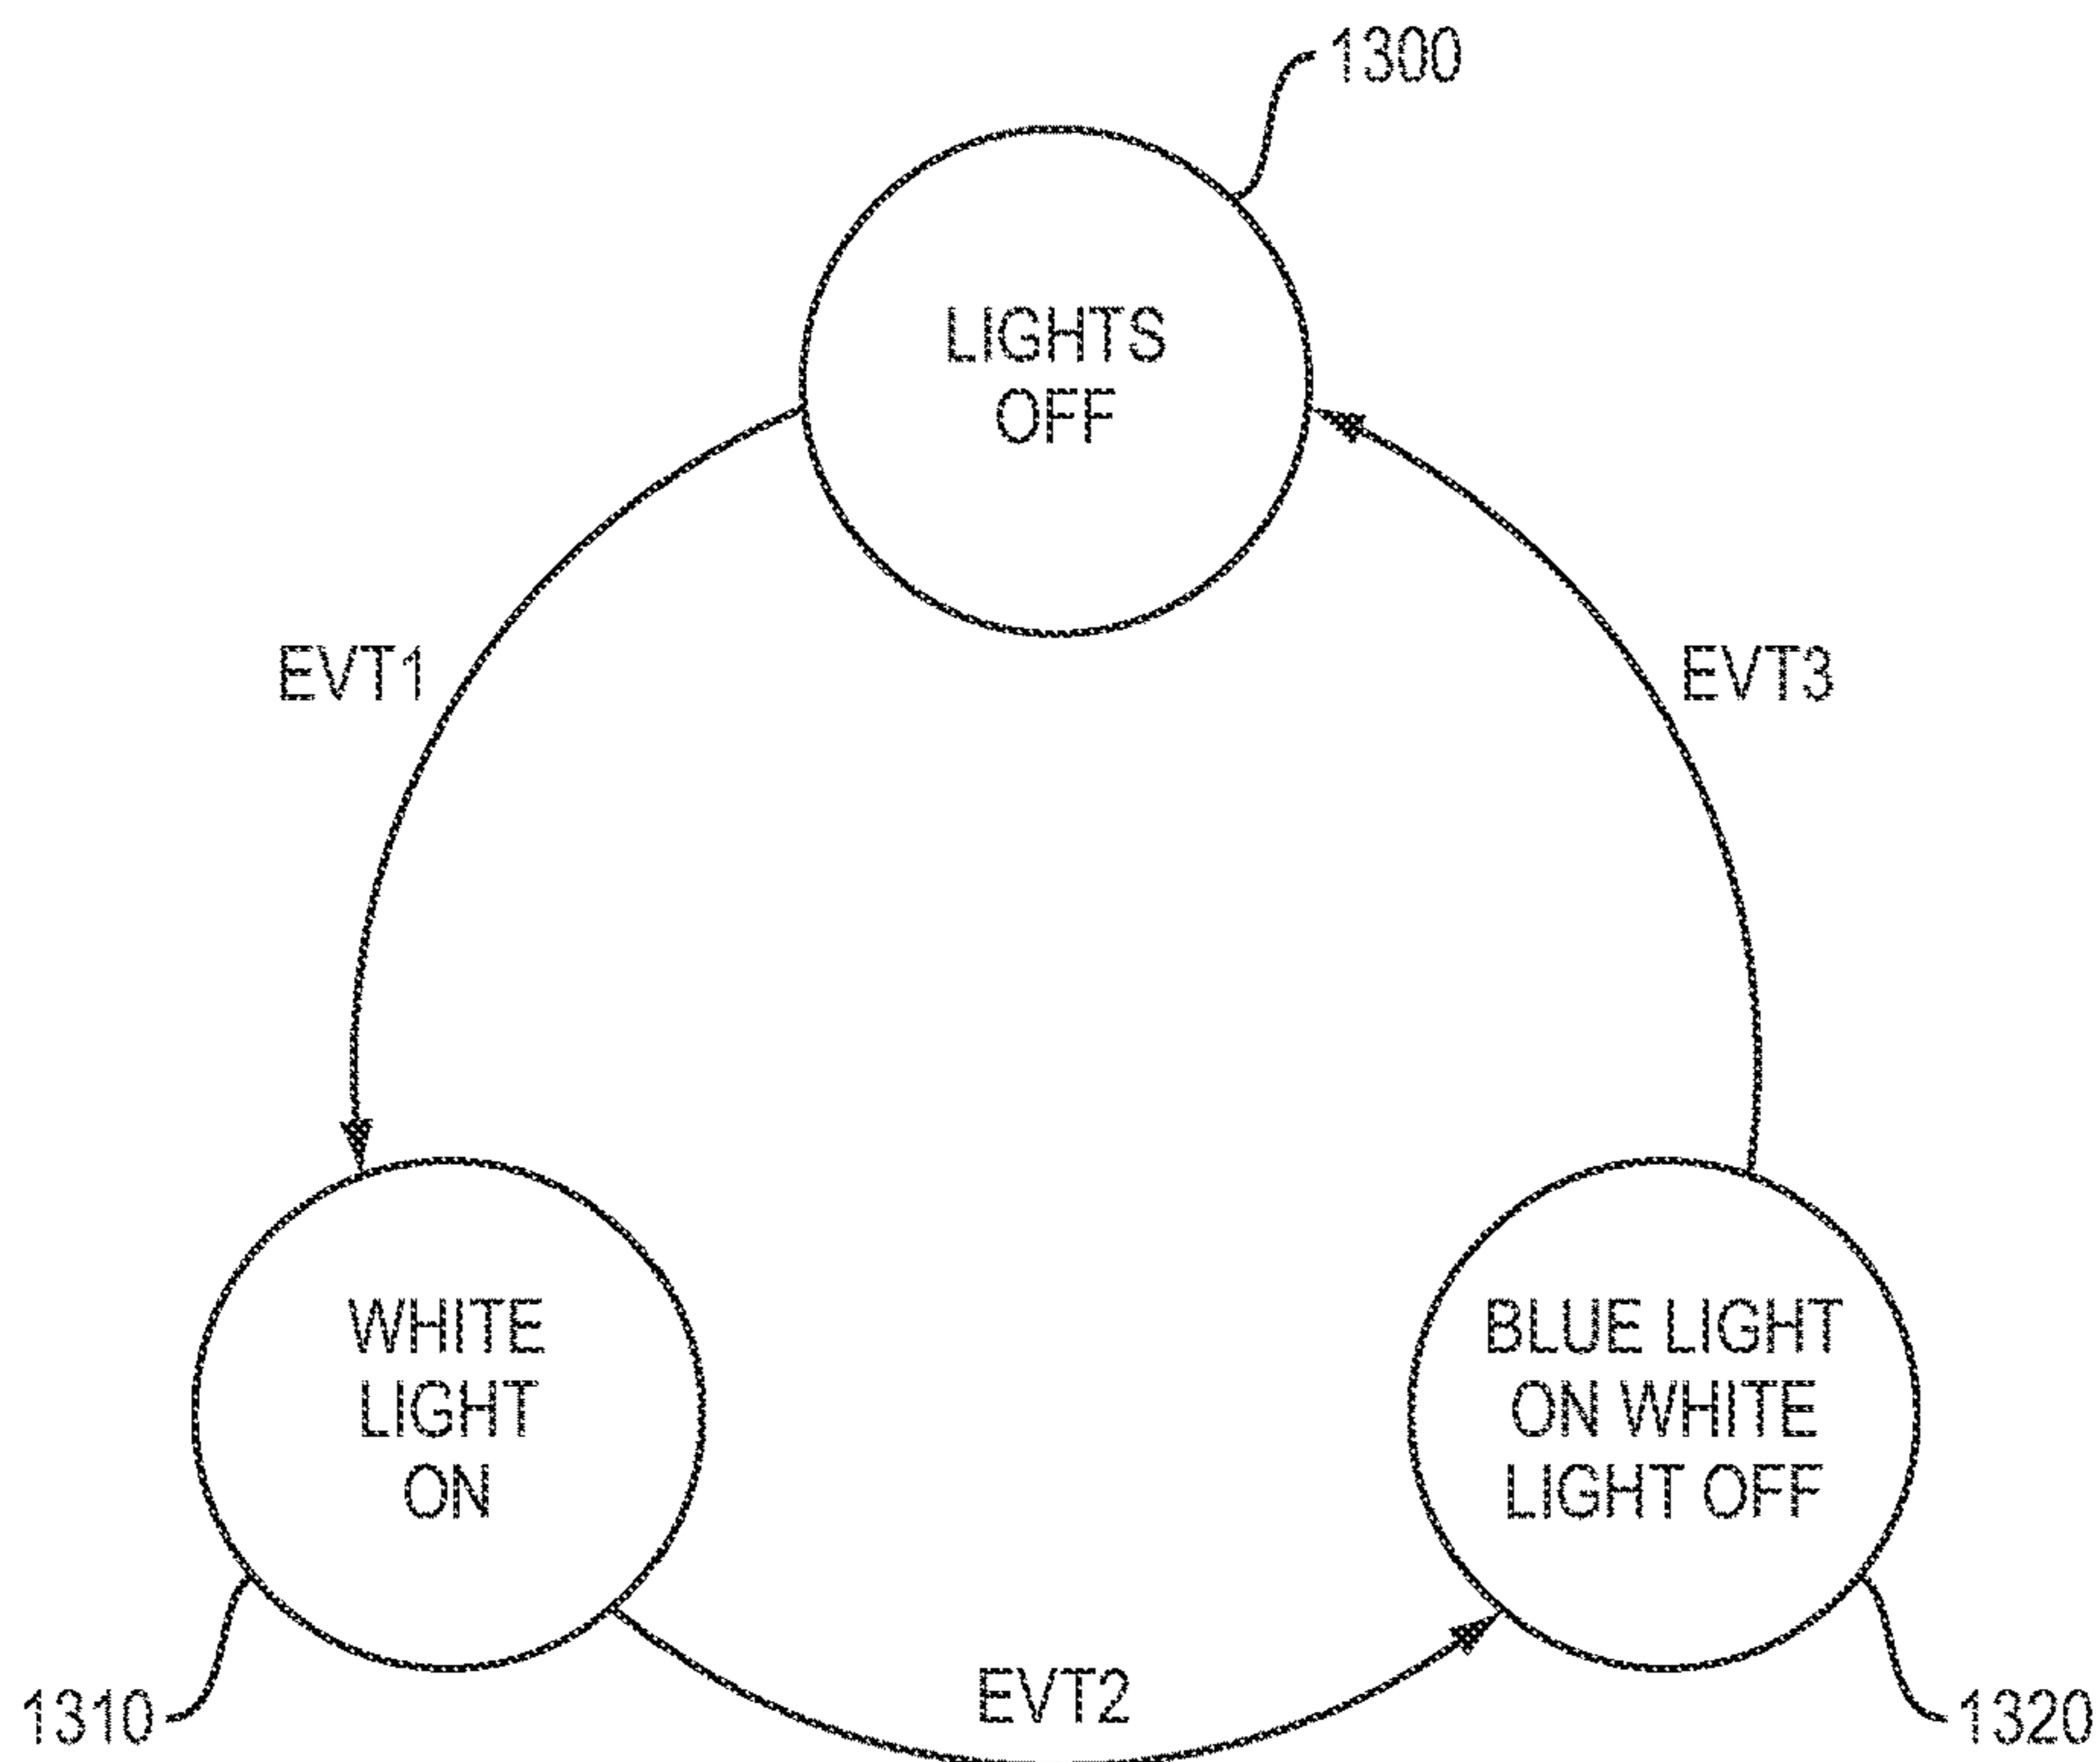 1300
LIGHTS
OFF
EVT1
EVT3
WHITE
LIGHT
ON
BLUE LIGHT
ON WHITE
LIGHT OFF
EVT2
1310
1320